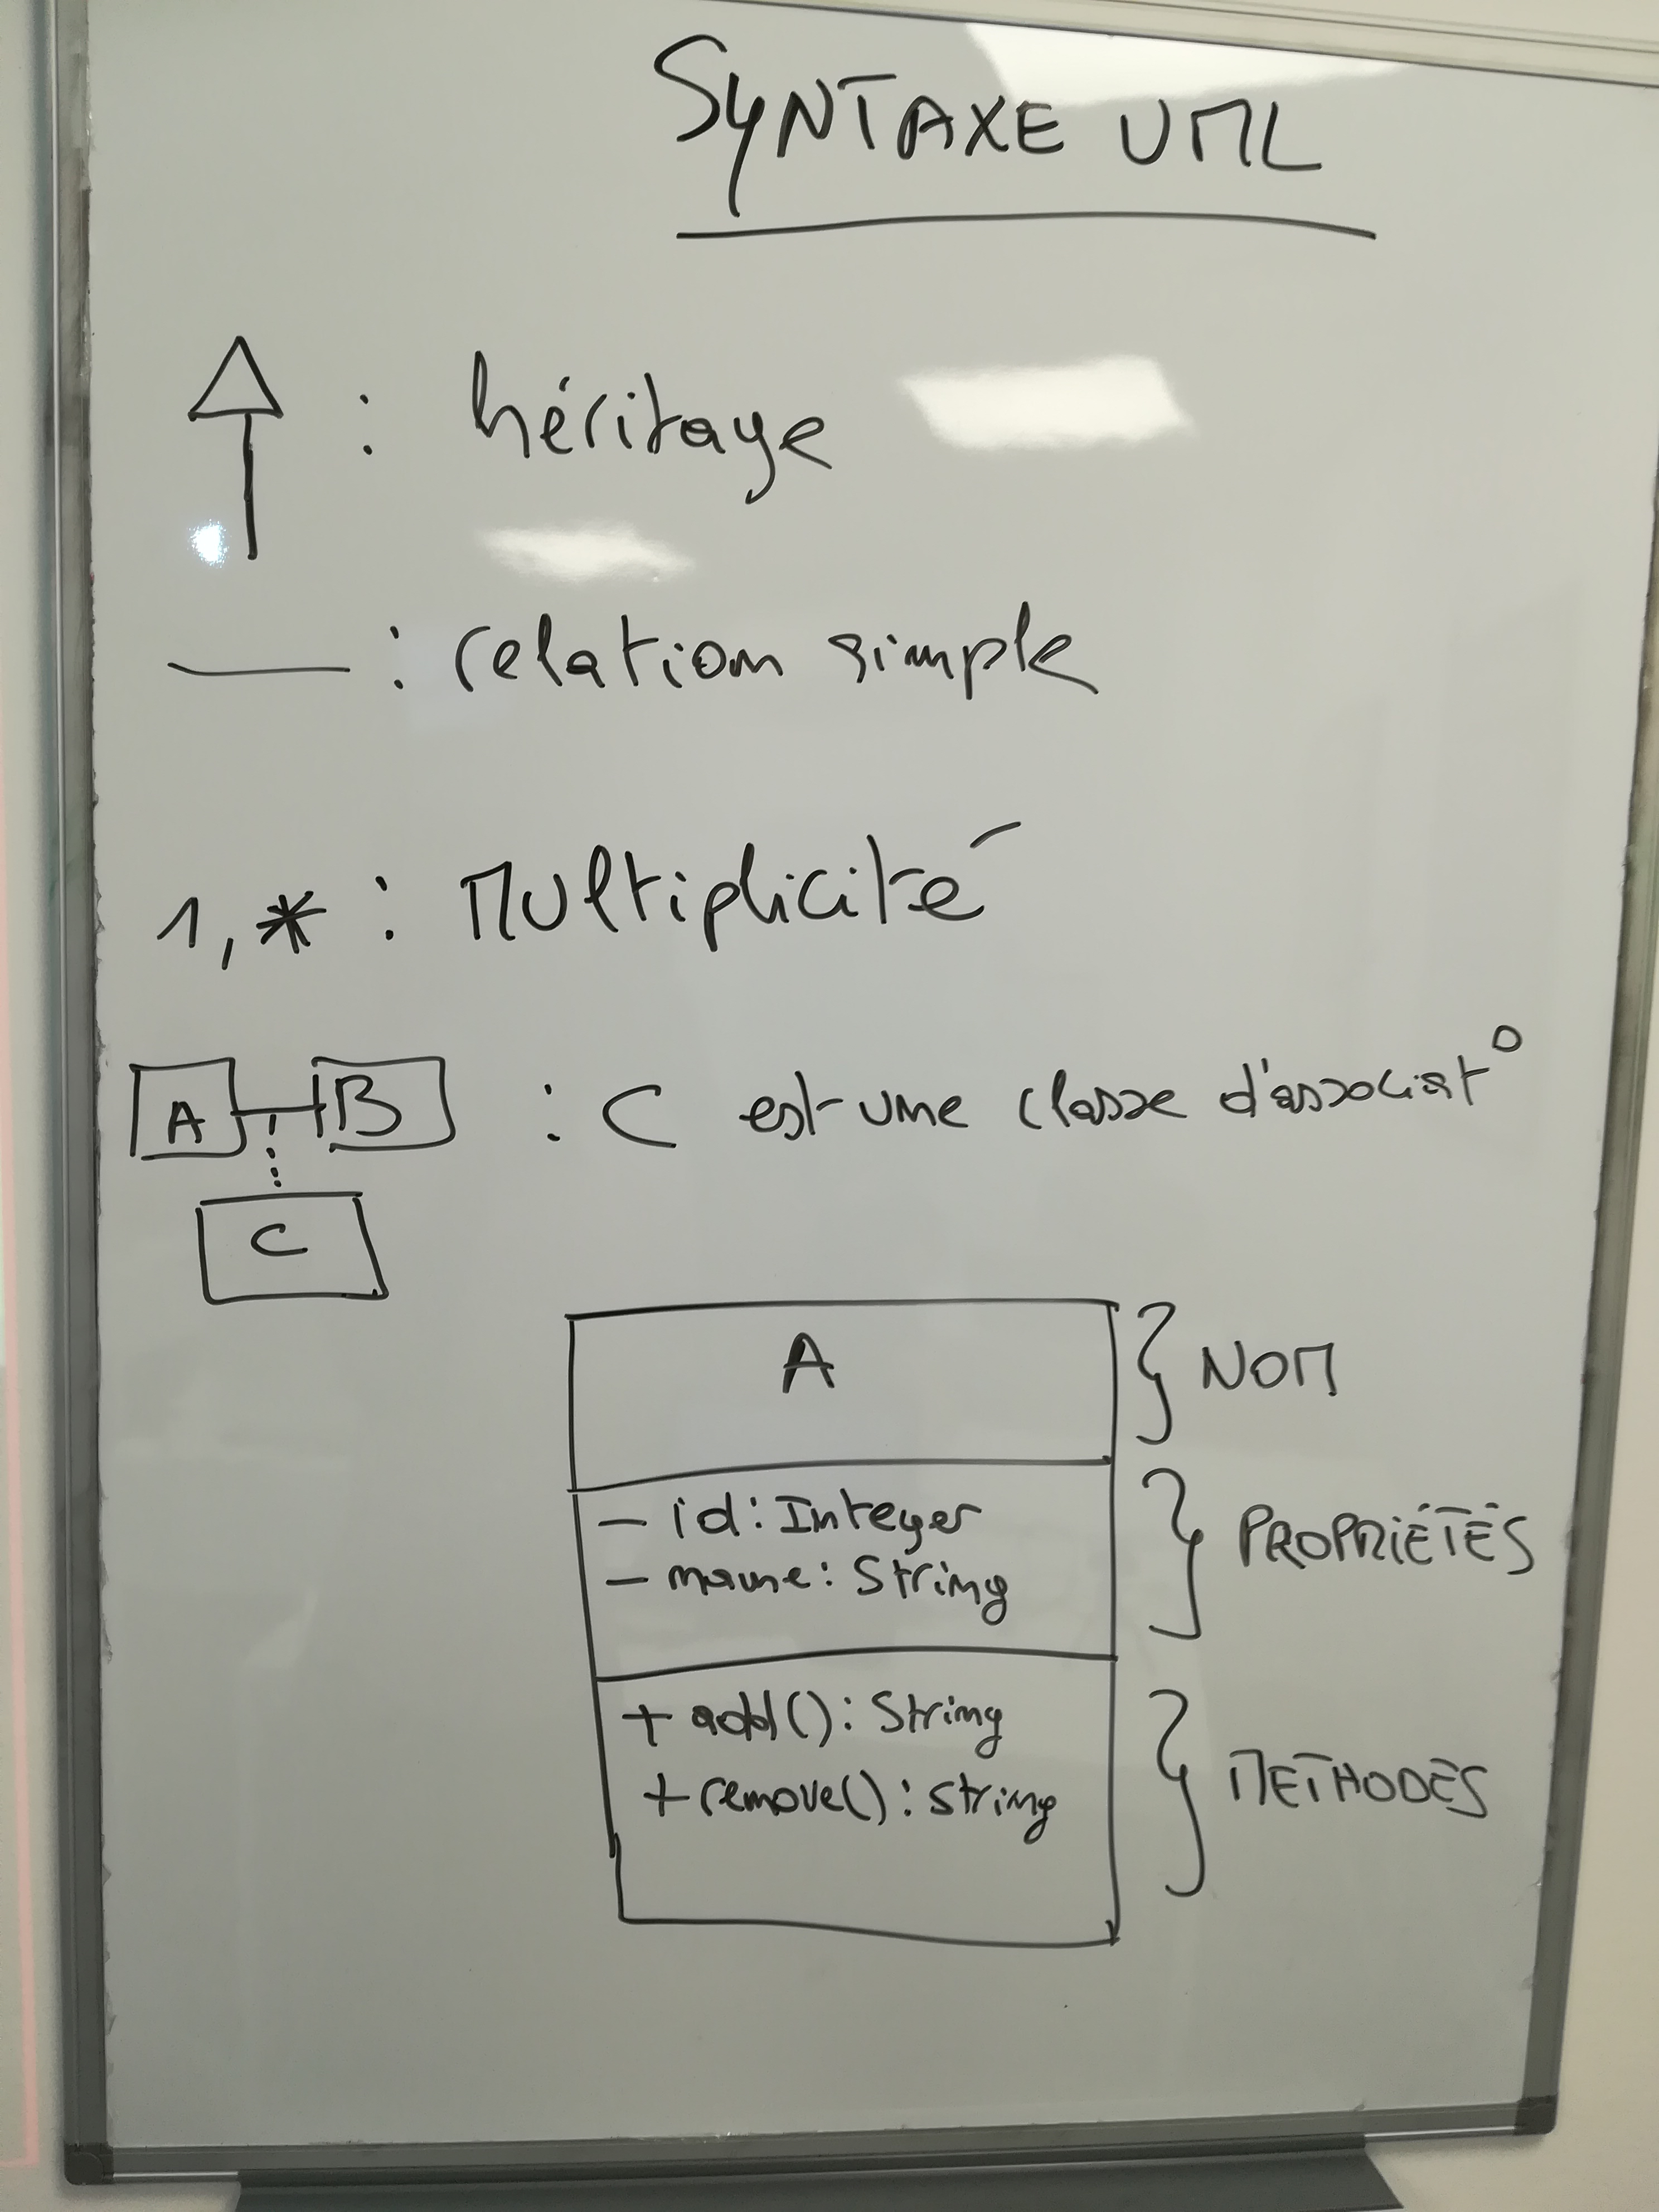 SYNTAXE UML
: héritage
: relation simple
1, * : Multiplicité
A B : C est une classe d'associat°
C
A } NOM
- id : Integer
- name : String
} PROPRIÉTÉS
+ add() : String
+ remove() : String
} METHODES